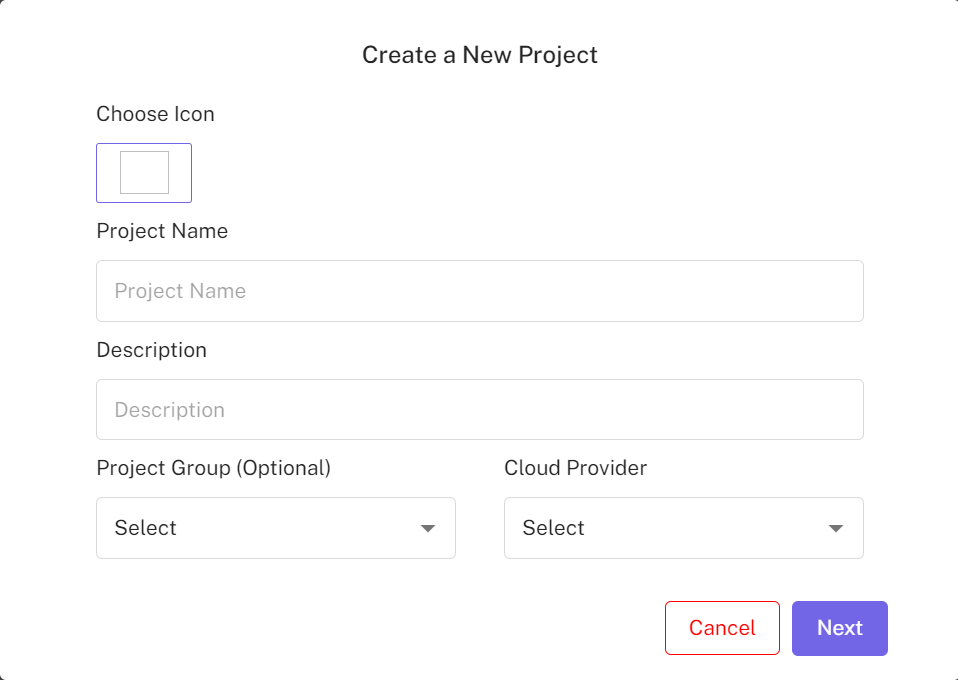 Create a New Project
Choose Icon
Project Name
Project Name
Description
Description
Project Group (Optional)
Cloud Provider
Select
Select
Cancel
Next